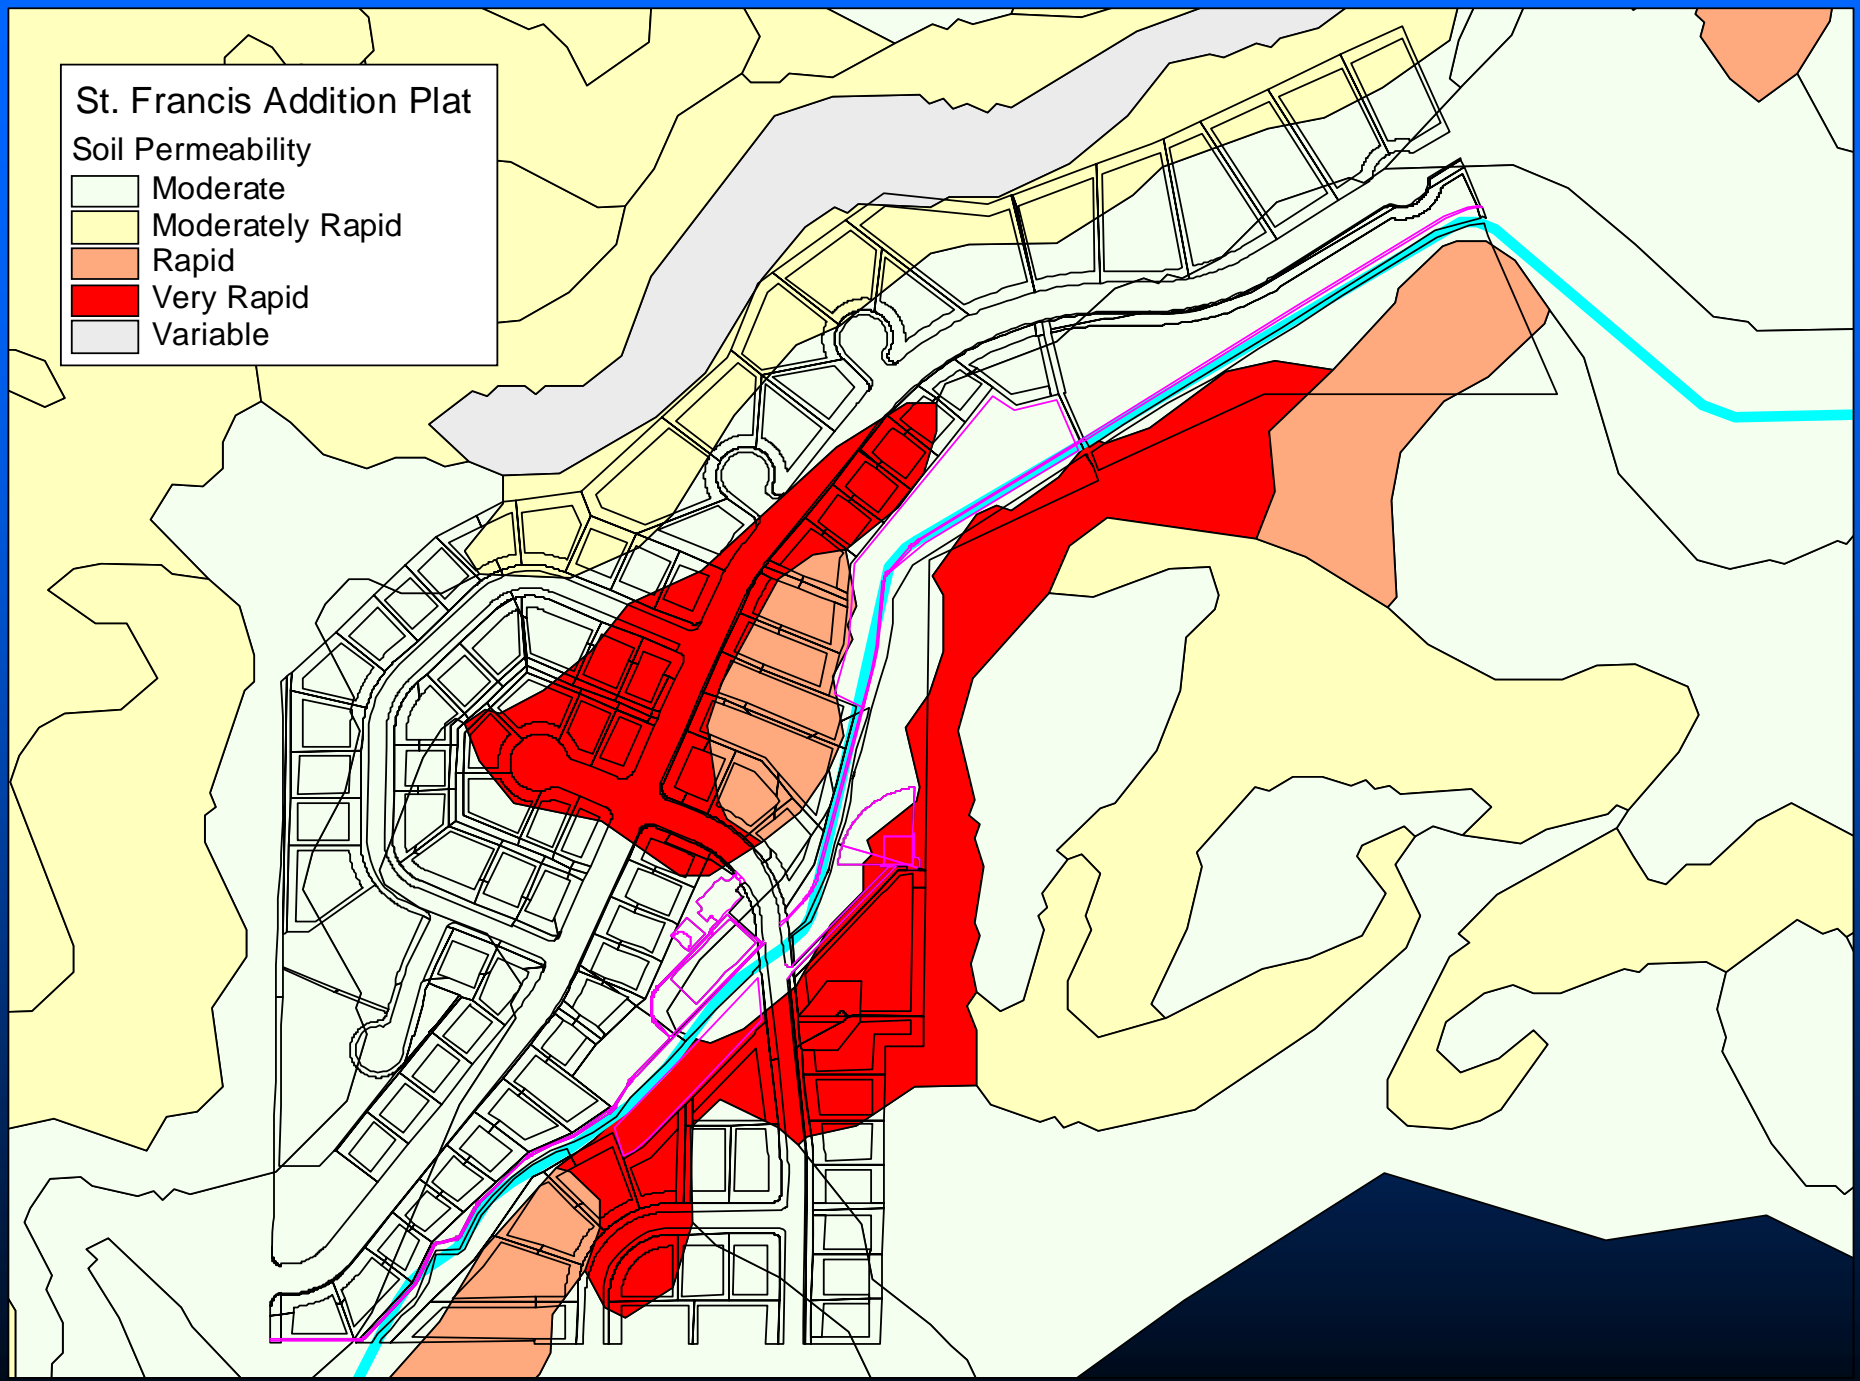 St. Francis Addition Plat
Soil Permeability
Moderate
Moderately Rapid
Rapid
Very Rapid
Variable